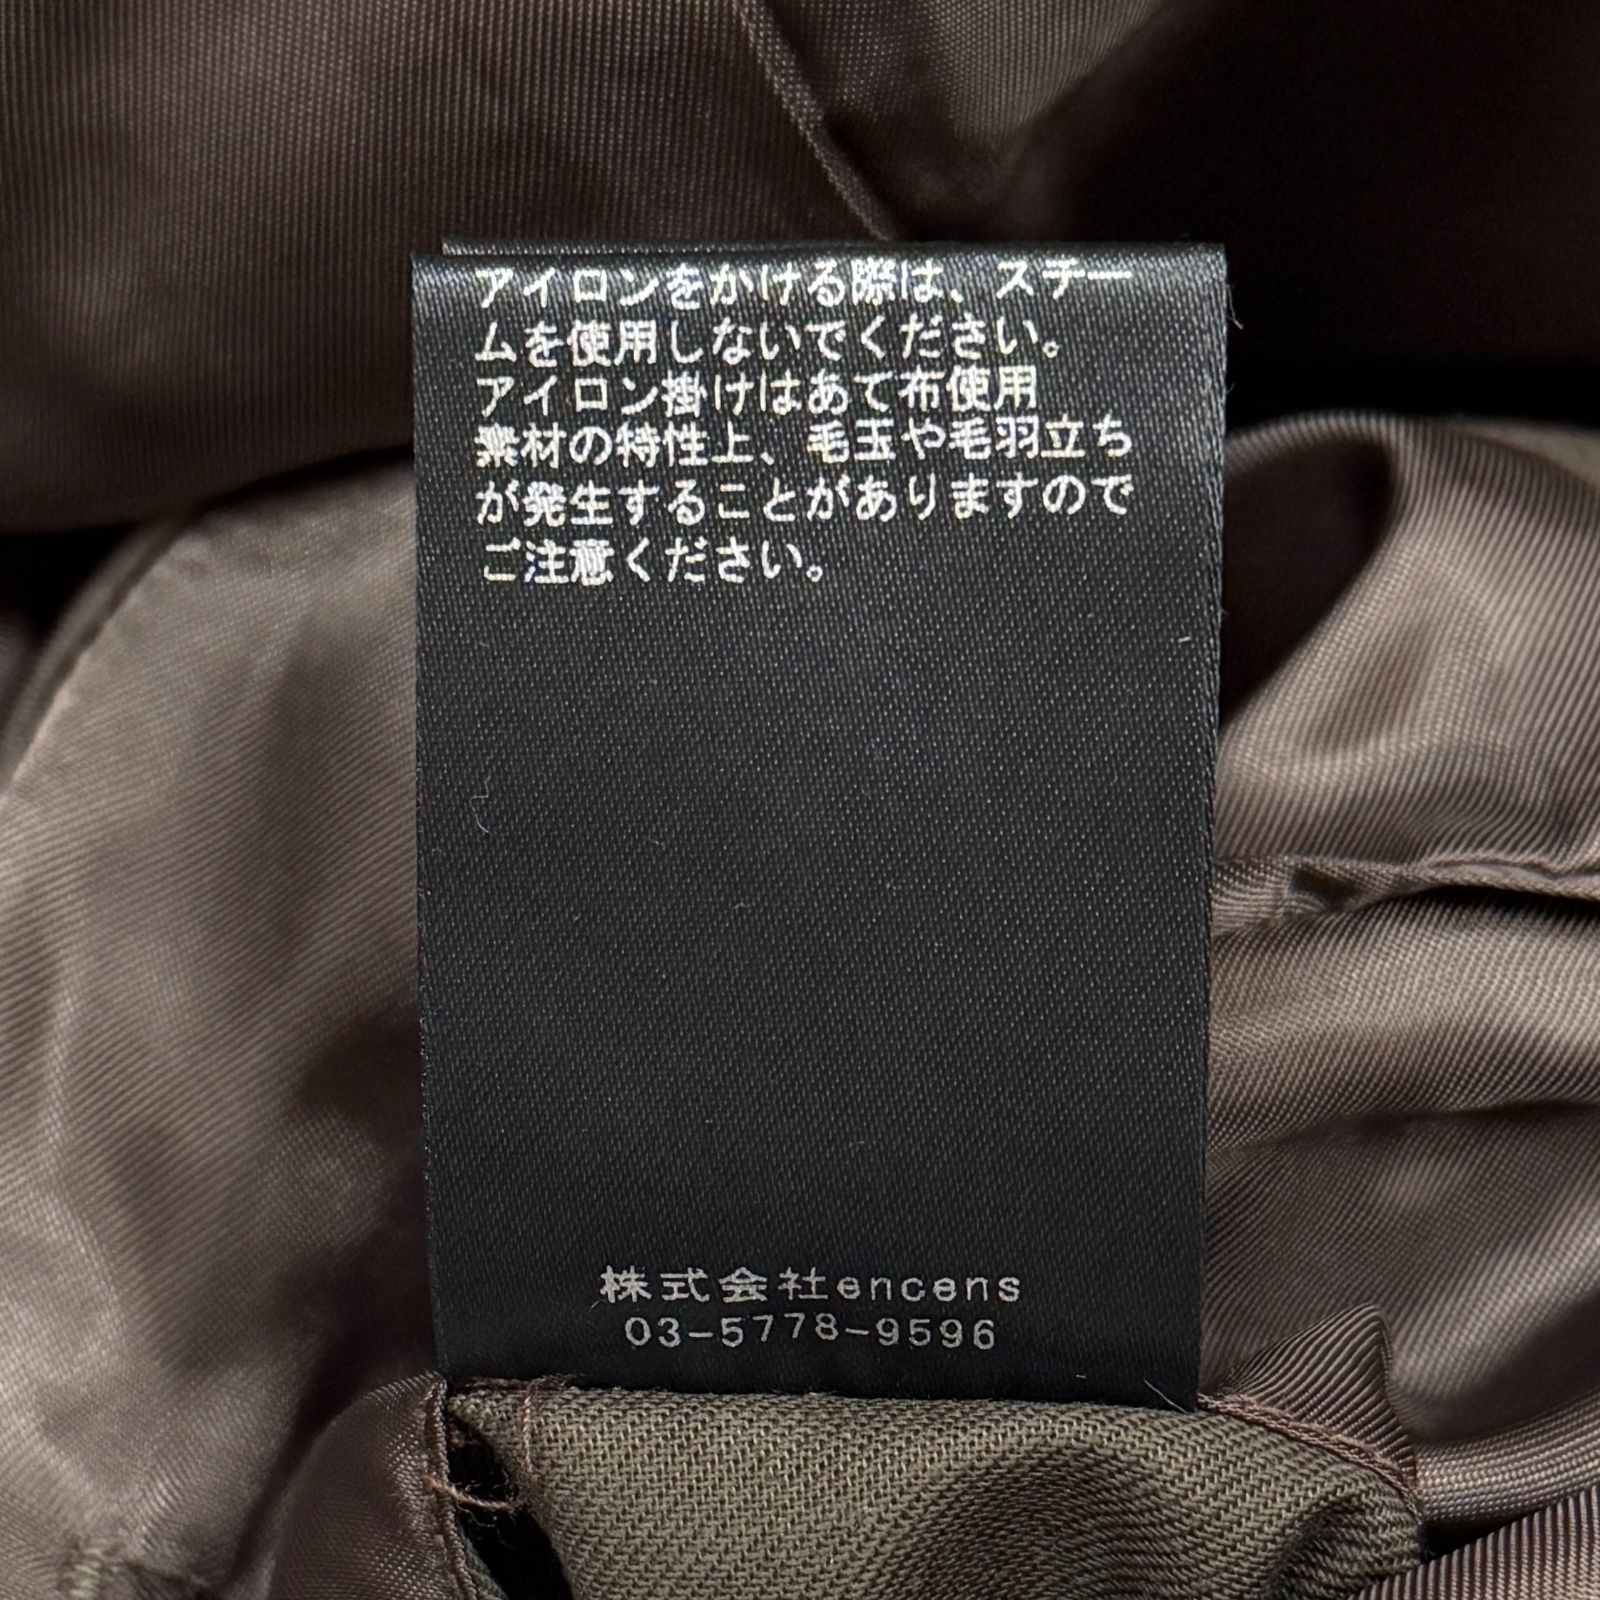 アイロンをかける際は、スチー
ムを使用しないでください。
アイロン掛けはあて布使用
素材の特性上、毛玉や毛羽立ち
が発生することがありますので
ご注意ください。
株式会社encens
03-5778-9596